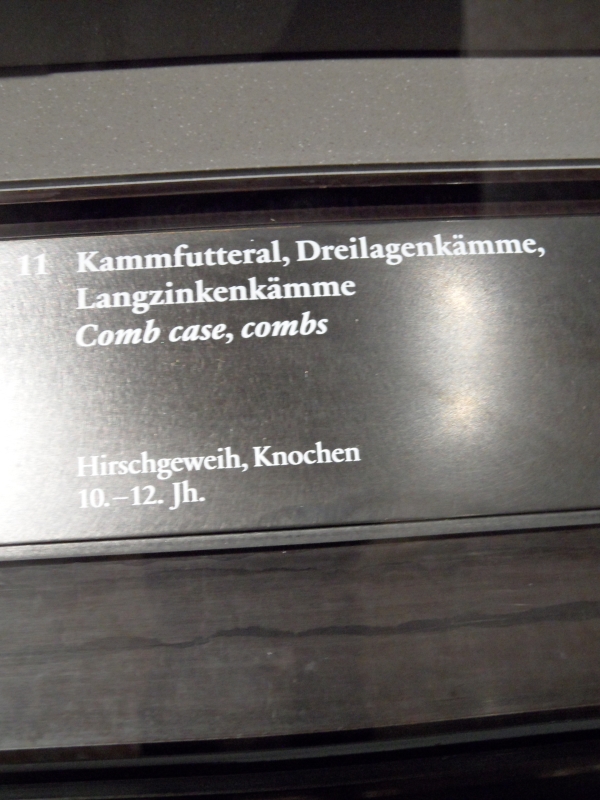 11 Kammfutteral, Dreilagenkämme,
Langzinkenkämme
Comb case, combs
Hirschgeweih, Knochen
10.–12. Jh.